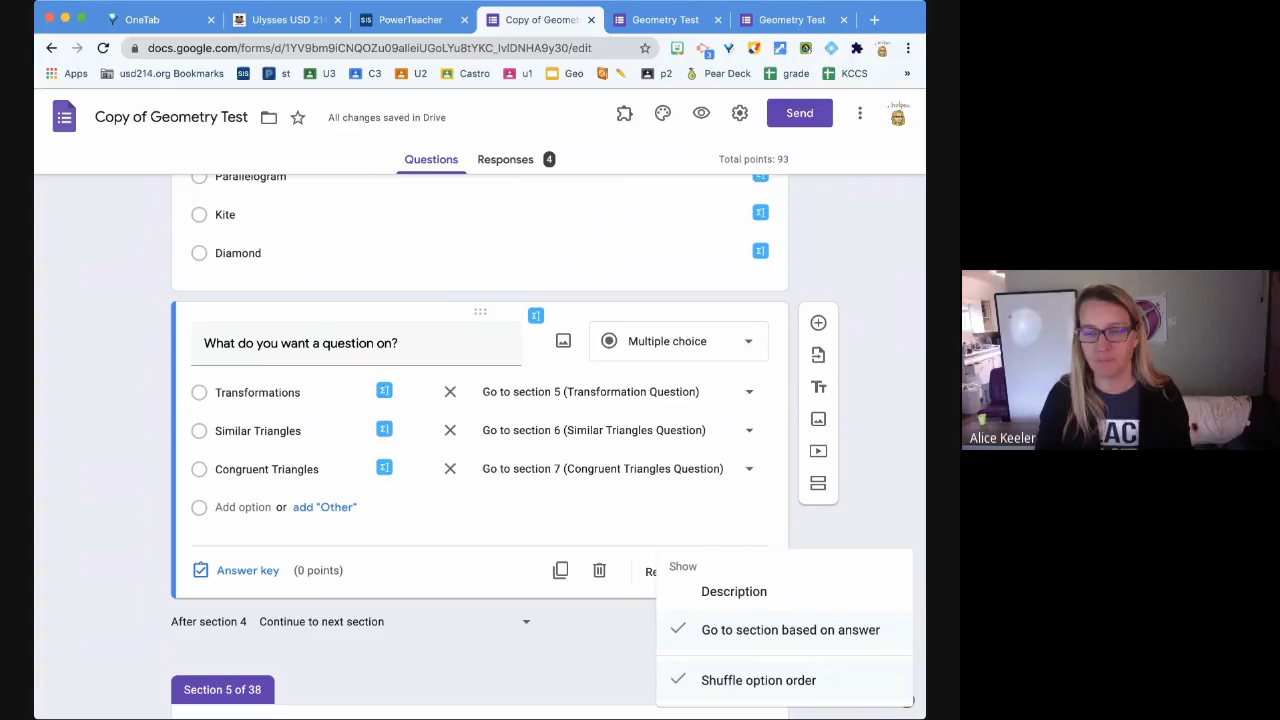 OneTab
Ulysses USD 214
SIS
PowerTeacher
Copy of Geomet
Geometry Test
Geometry Test
docs.google.com/forms/d/1YV9bm9iCNQOZu09alleiUGoLYu8tYKC_lvlDNHA9y30/edit
3
Apps
usd214.org Bookmarks
SIS
st
U3
C3
U2
Castro
u1
Geo
p2
Pear Deck
grade
KCCS
»
Copy of Geometry Test
All changes saved in Drive
Send
Questions
Responses
4
Total points: 93
Parallelogram
Kite
Diamond
What do you want a question on?
Multiple choice
Transformations
Go to section 5 (Transformation Question)
Similar Triangles
Go to section 6 (Similar Triangles Question)
Congruent Triangles
Go to section 7 (Congruent Triangles Question)
Add option or add "Other"
Answer key (0 points)
Re
Show
Description
Go to section based on answer
Shuffle option order
After section 4 Continue to next section
Section 5 of 38
Alice Keeler